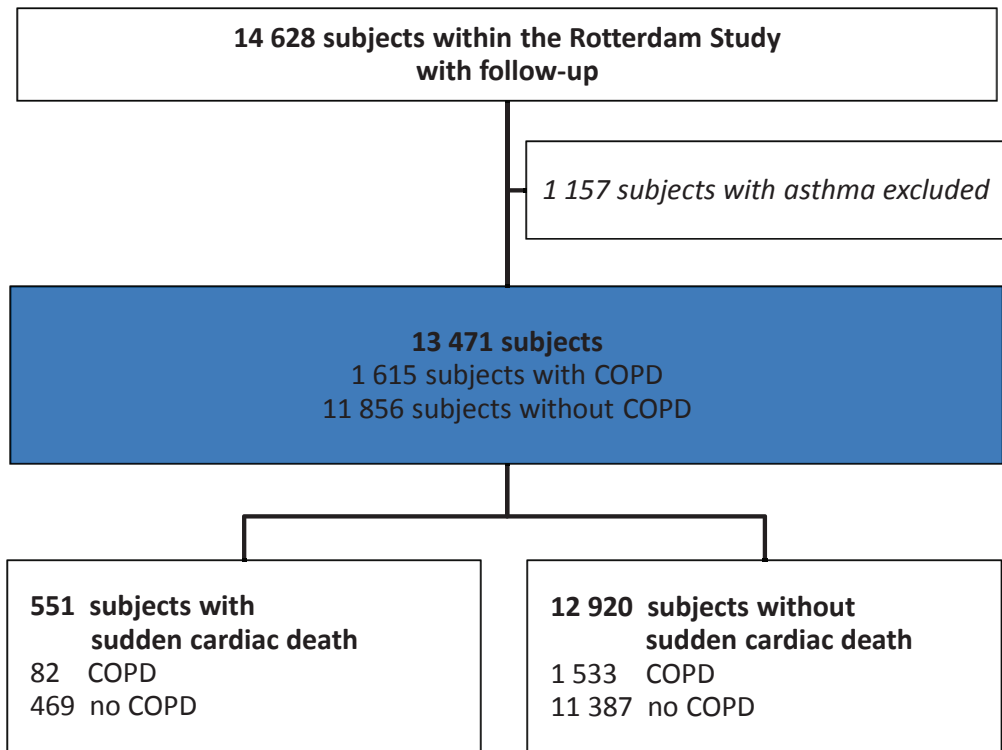 14 628 subjects within the Rotterdam Study
with follow-up
1 157 subjects with asthma excluded
13 471 subjects
1 615 subjects with COPD
11 856 subjects without COPD
551 subjects with
sudden cardiac death
82 COPD
469 no COPD
12 920 subjects without
sudden cardiac death
1 533 COPD
11 387 no COPD